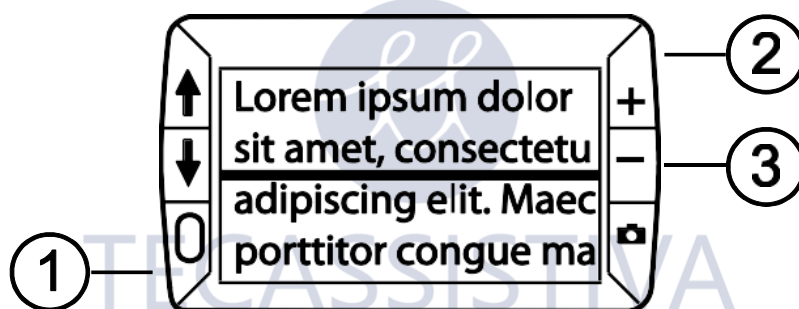 2
Lorem ipsum dolor
+
sit amet, consectetu
−
3
adipiscing elit. Maec
porttitor congue ma
1
TECASSISTIVA